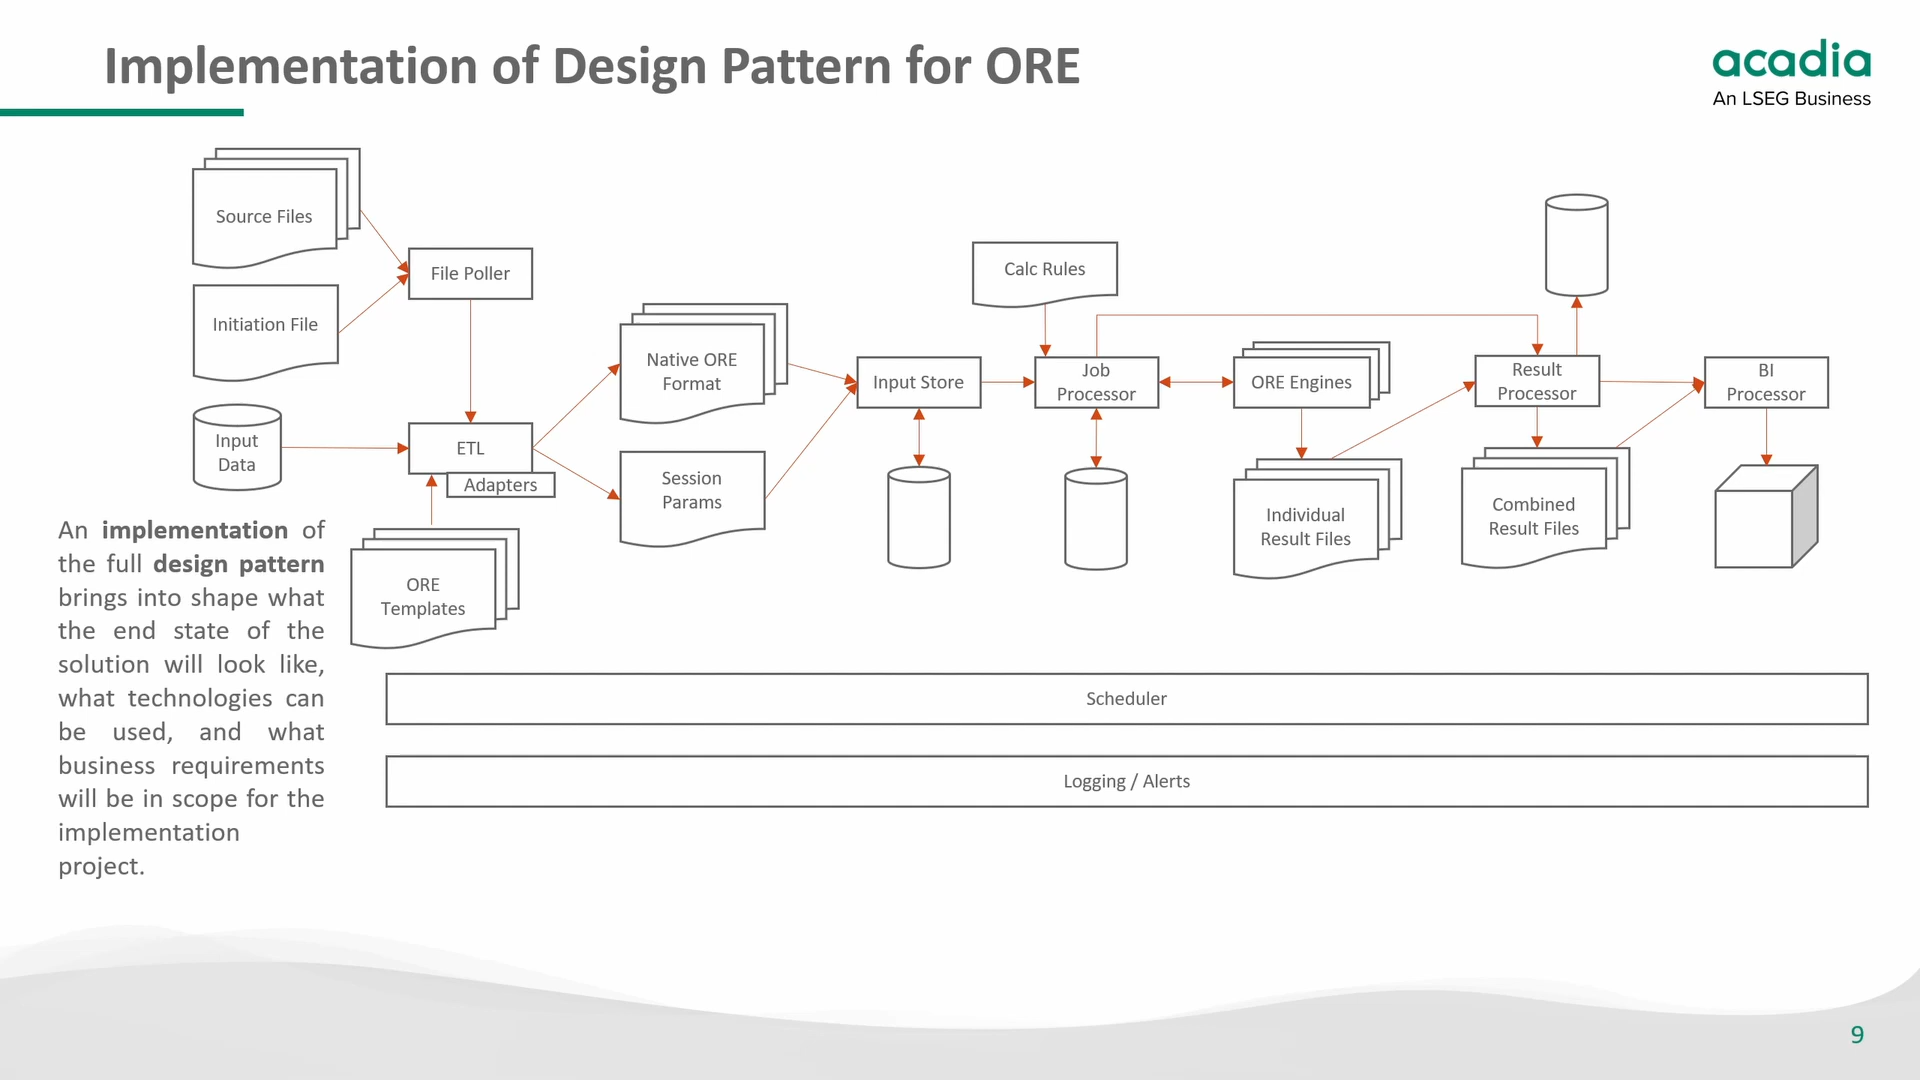 Implementation of Design Pattern for ORE
acadia
An LSEG Business
Source Files
File Poller
Initiation File
Calc Rules
Native ORE
Format
Input Store
Job
Processor
ORE Engines
Result
Processor
BI
Processor
Input
Data
ETL
Adapters
Session
Params
Individual
Result Files
Combined
Result Files
ORE
Templates
An implementation of
the full design pattern
brings into shape what
the end state of the
solution will look like,
what technologies can
be used, and what
business requirements
will be in scope for the
implementation
project.
Scheduler
Logging / Alerts
9